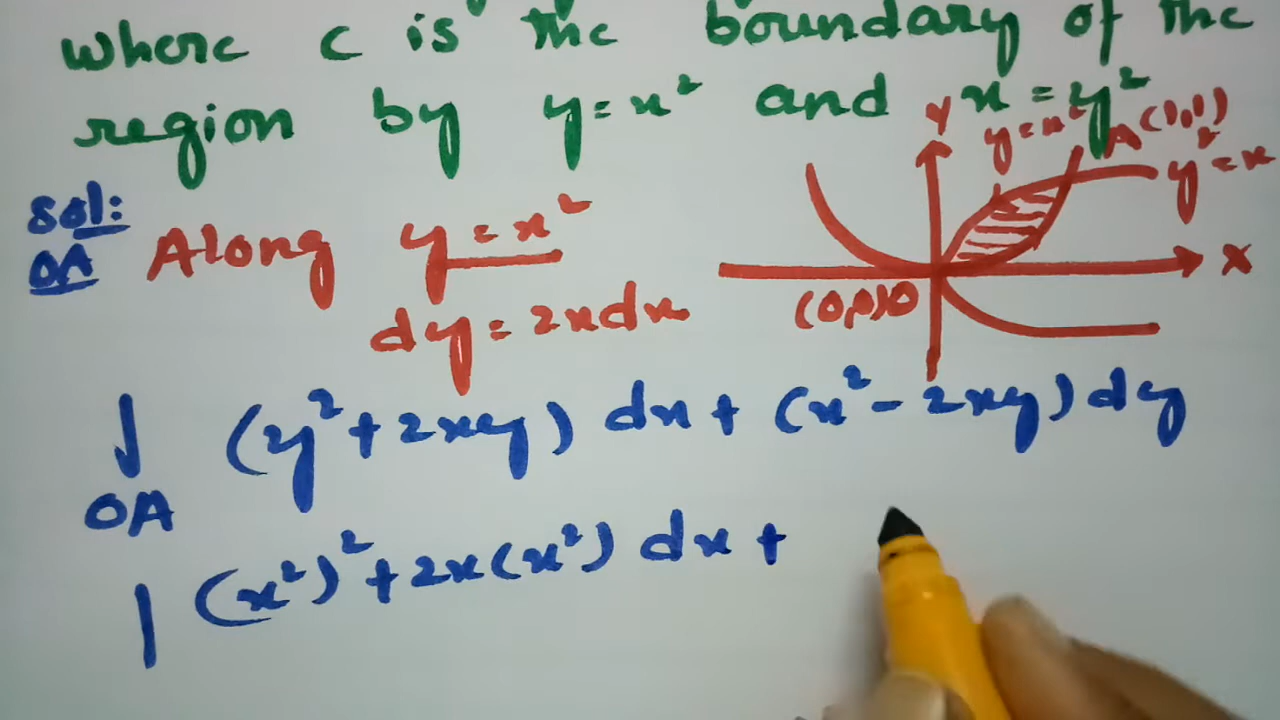 where c is the boundary of the
region by y = x² and x = y²
Sol:
OA
Along y = x²
dy = 2xdx
Y
y = x²
A(1,1)
y² = x
X
(0,0)O
∫ (y² + 2xy) dx + (x² - 2xy) dy
OA
| (x²)² + 2x(x²) dx +